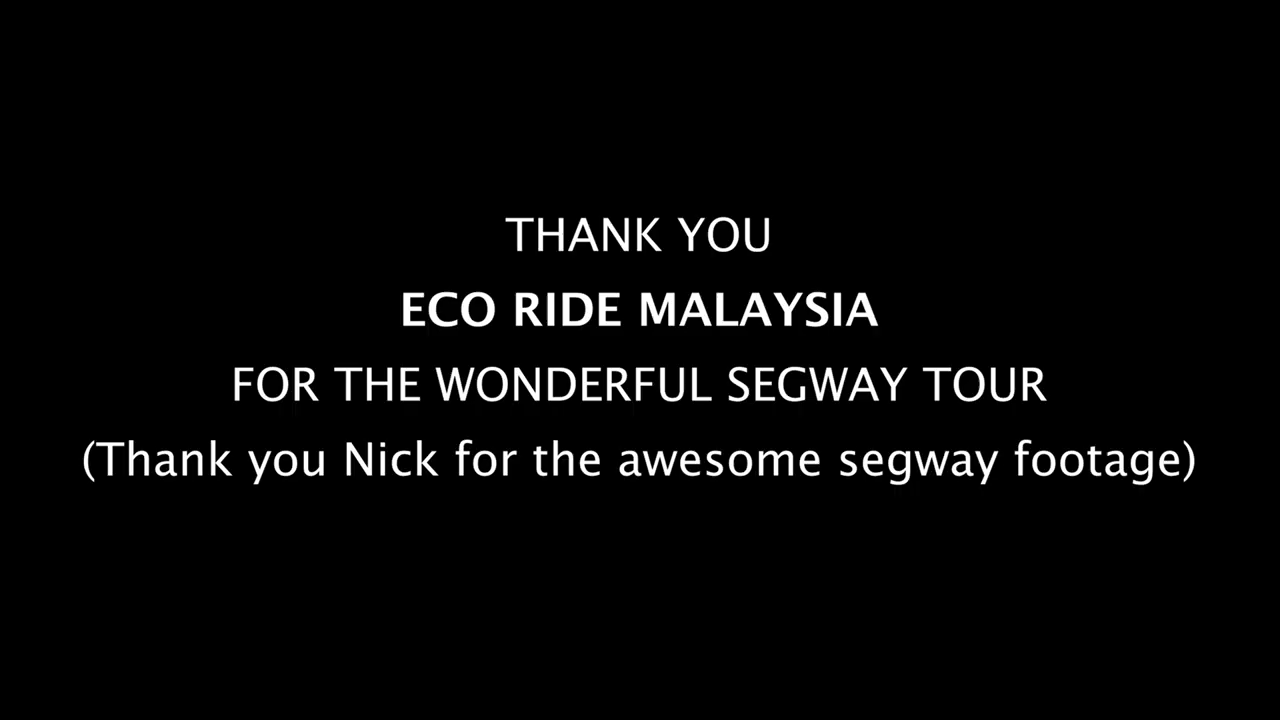 THANK YOU
ECO RIDE MALAYSIA
FOR THE WONDERFUL SEGWAY TOUR
(Thank you Nick for the awesome segway footage)